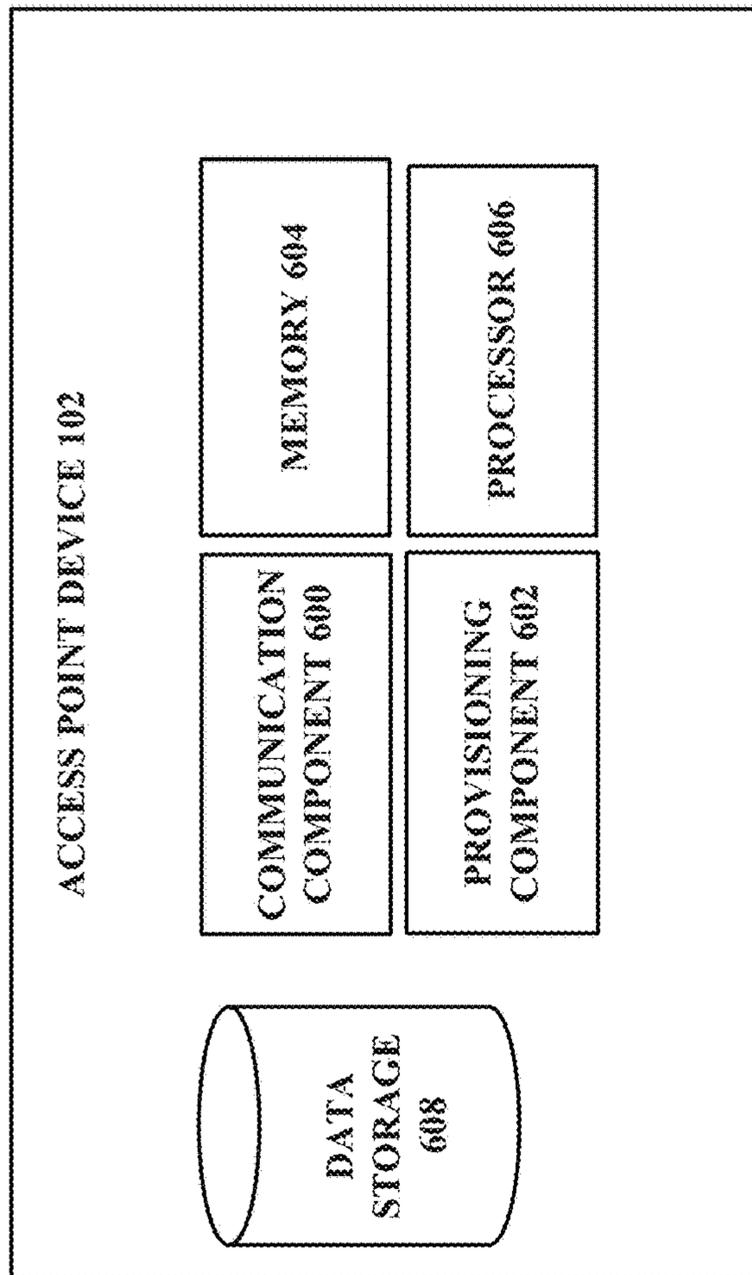 ACCESS POINT DEVICE 102
DATA
STORAGE
608
COMMUNICATION
COMPONENT 600
MEMORY 604
PROVISIONING
COMPONENT 602
PROCESSOR 606